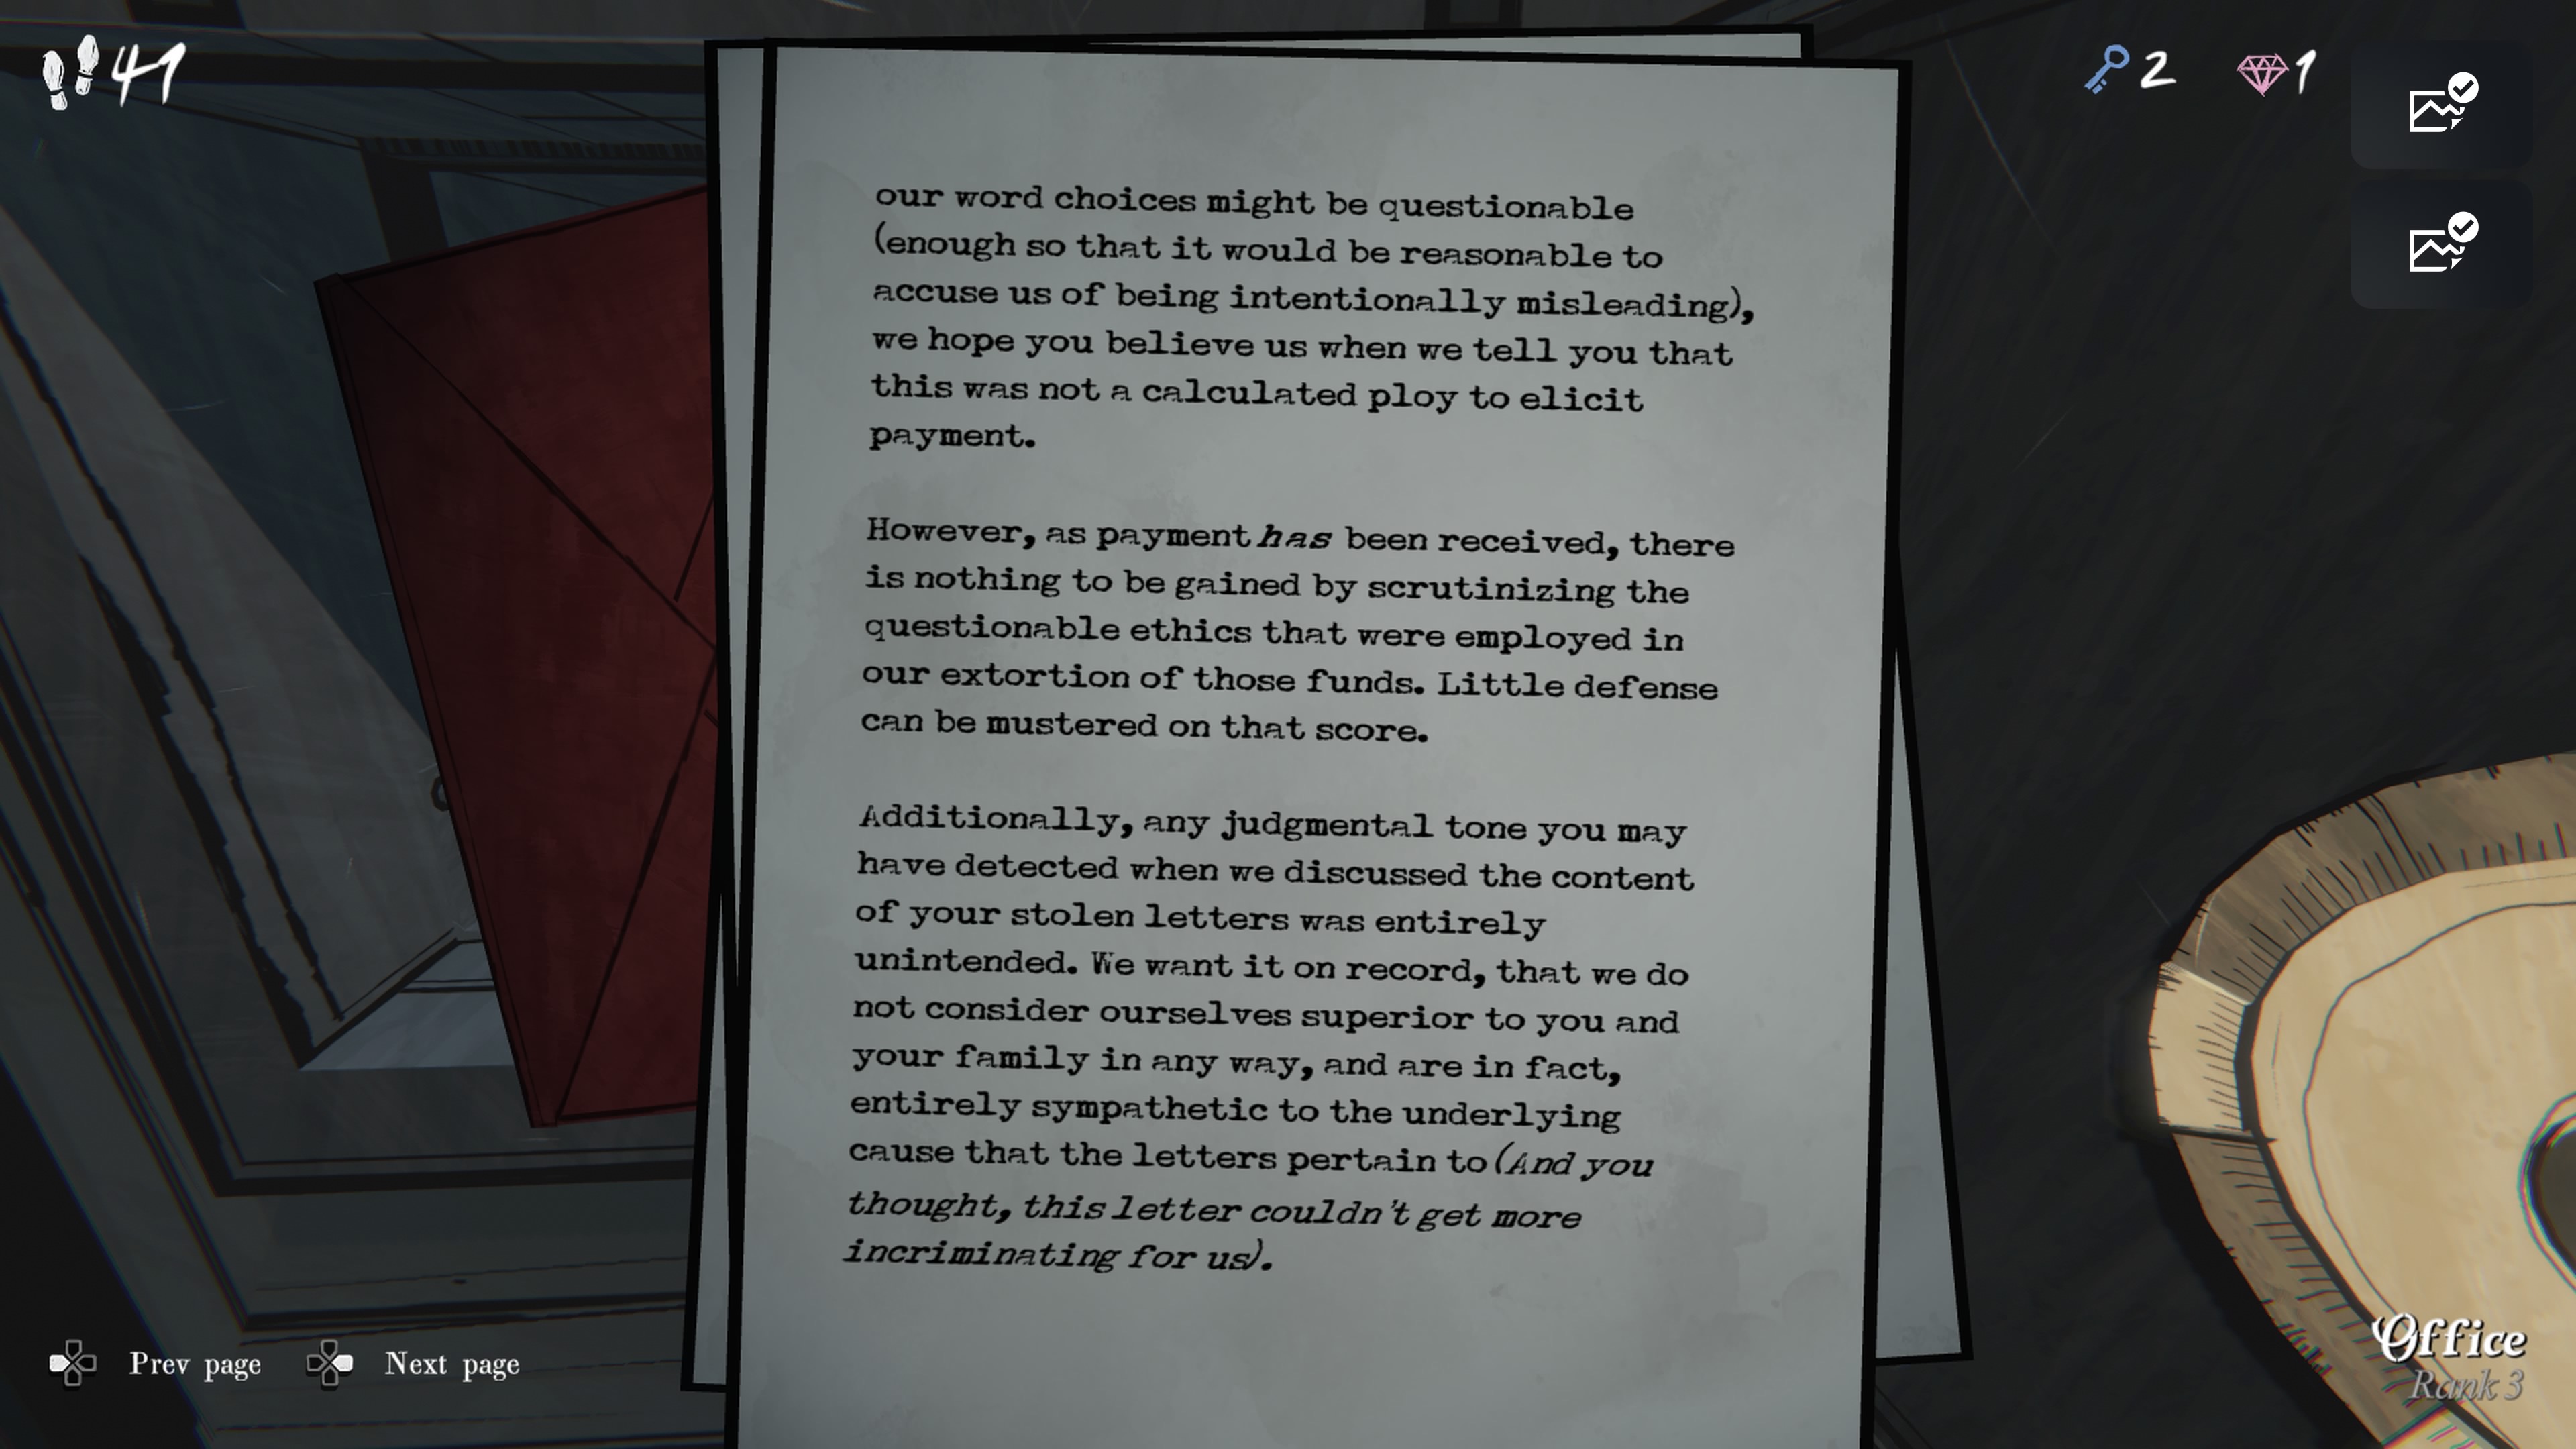 41
2
1
our word choices might be questionable
(enough so that it would be reasonable to
accuse us of being intentionally misleading),
we hope you believe us when we tell you that
this was not a calculated ploy to elicit
payment.
However, as payment has been received, there
is nothing to be gained by scrutinizing the
questionable ethics that were employed in
our extortion of those funds. Little defense
can be mustered on that score.
Additionally, any judgmental tone you may
have detected when we discussed the content
of your stolen letters was entirely
unintended. We want it on record, that we do
not consider ourselves superior to you and
your family in any way, and are in fact,
entirely sympathetic to the underlying
cause that the letters pertain to (And you
thought, this letter couldn't get more
incriminating for us).
Prev page
Next page
Office
Rank 3